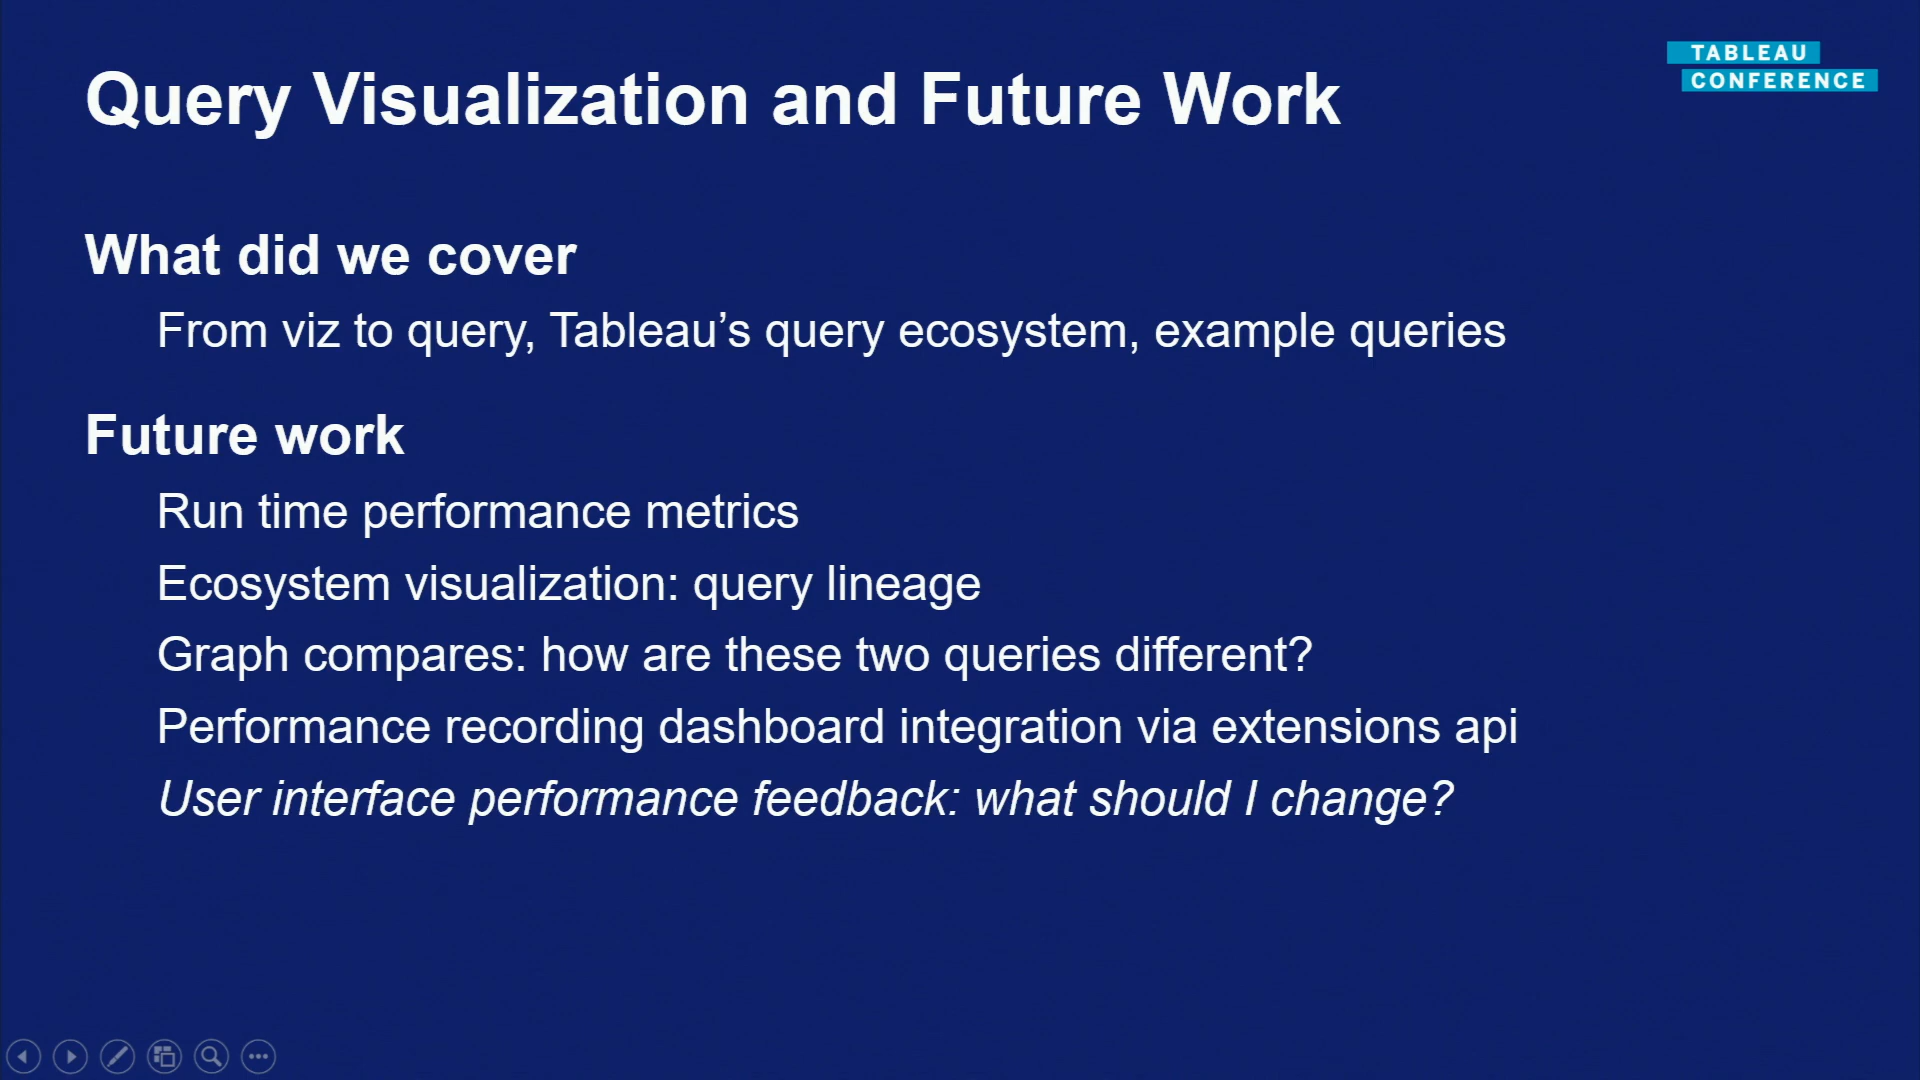 Query Visualization and Future Work
TABLEAU
CONFERENCE
What did we cover
From viz to query, Tableau’s query ecosystem, example queries
Future work
Run time performance metrics
Ecosystem visualization: query lineage
Graph compares: how are these two queries different?
Performance recording dashboard integration via extensions api
User interface performance feedback: what should I change?